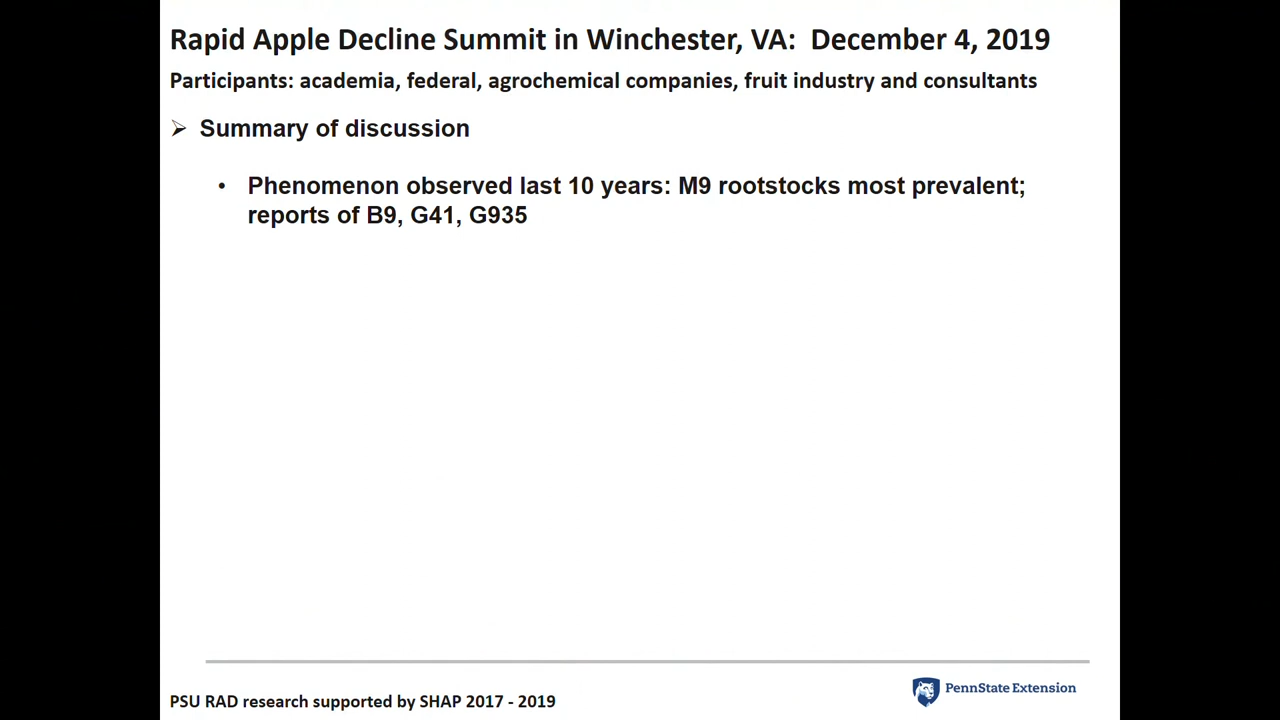 Rapid Apple Decline Summit in Winchester, VA: December 4, 2019
Participants: academia, federal, agrochemical companies, fruit industry and consultants
➢ Summary of discussion
• Phenomenon observed last 10 years: M9 rootstocks most prevalent;
reports of B9, G41, G935
PennState Extension
PSU RAD research supported by SHAP 2017 - 2019